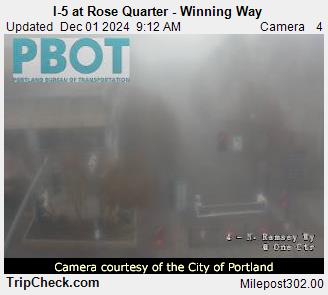 I-5 at Rose Quarter - Winning Way
Updated Dec 01 2024 9:12 AM Camera 4
PBOT
PORTLAND BUREAU OF TRANSPORTATION
4 - N. Ramsey Wy
@ One Ctr
Camera courtesy of the City of Portland
TripCheck.com Milepost302.00